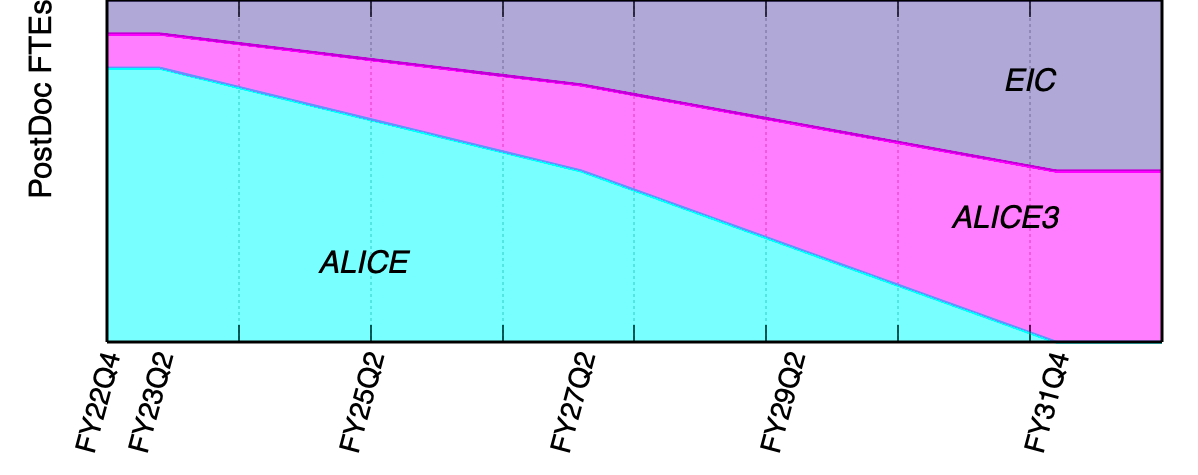 PostDoc FTEs
EIC
ALICE3
ALICE
FY22Q4
FY23Q2
FY25Q2
FY27Q2
FY29Q2
FY31Q4